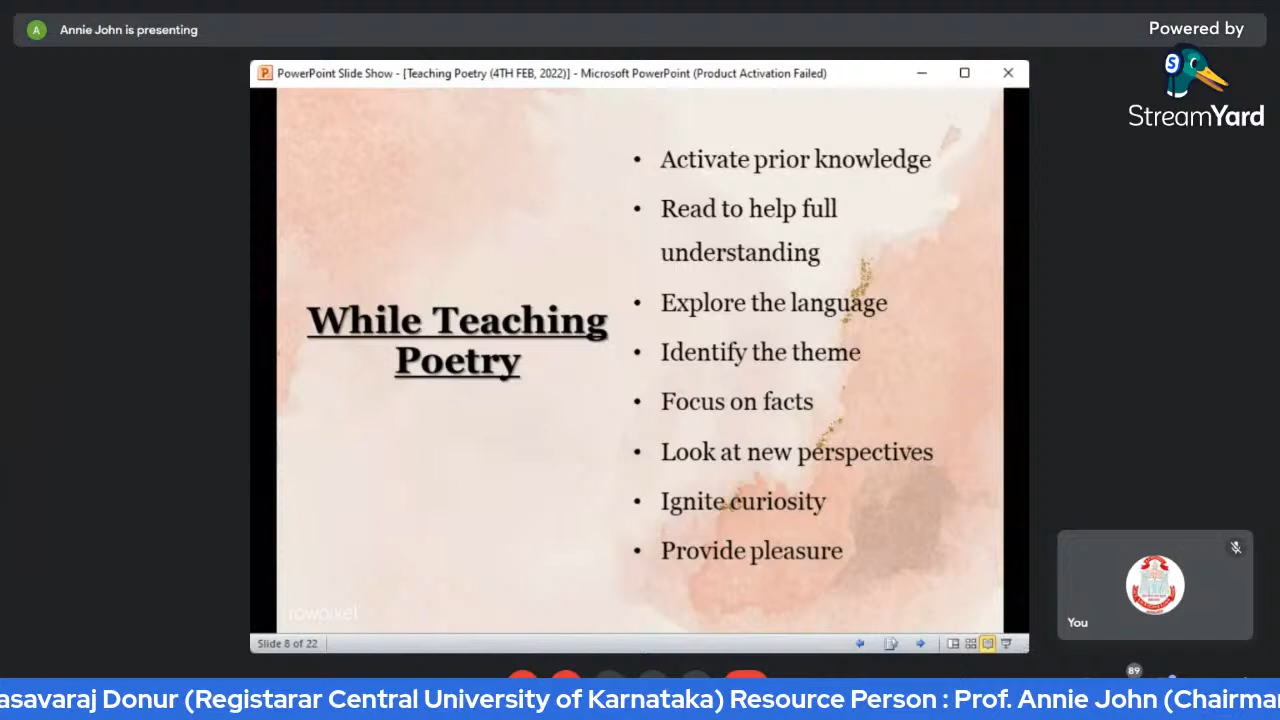 A Annie John is presenting
Powered by
S
StreamYard
P PowerPoint Slide Show - [Teaching Poetry (4TH FEB, 2022)] - Microsoft PowerPoint (Product Activation Failed)
While Teaching
Poetry
• Activate prior knowledge
• Read to help full
understanding
• Explore the language
• Identify the theme
• Focus on facts
• Look at new perspectives
• Ignite curiosity
• Provide pleasure
rawpixel
Slide 8 of 22
You
89
asavaraj Donur (Registarar Central University of Karnataka) Resource Person : Prof. Annie John (Chairma